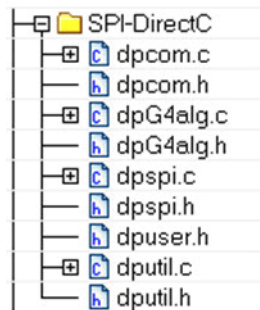 SPI-DirectC
dpcom.c
dpcom.h
dpG4alg.c
dpG4alg.h
dpspi.c
dpspi.h
dpuser.h
dputil.c
dputil.h